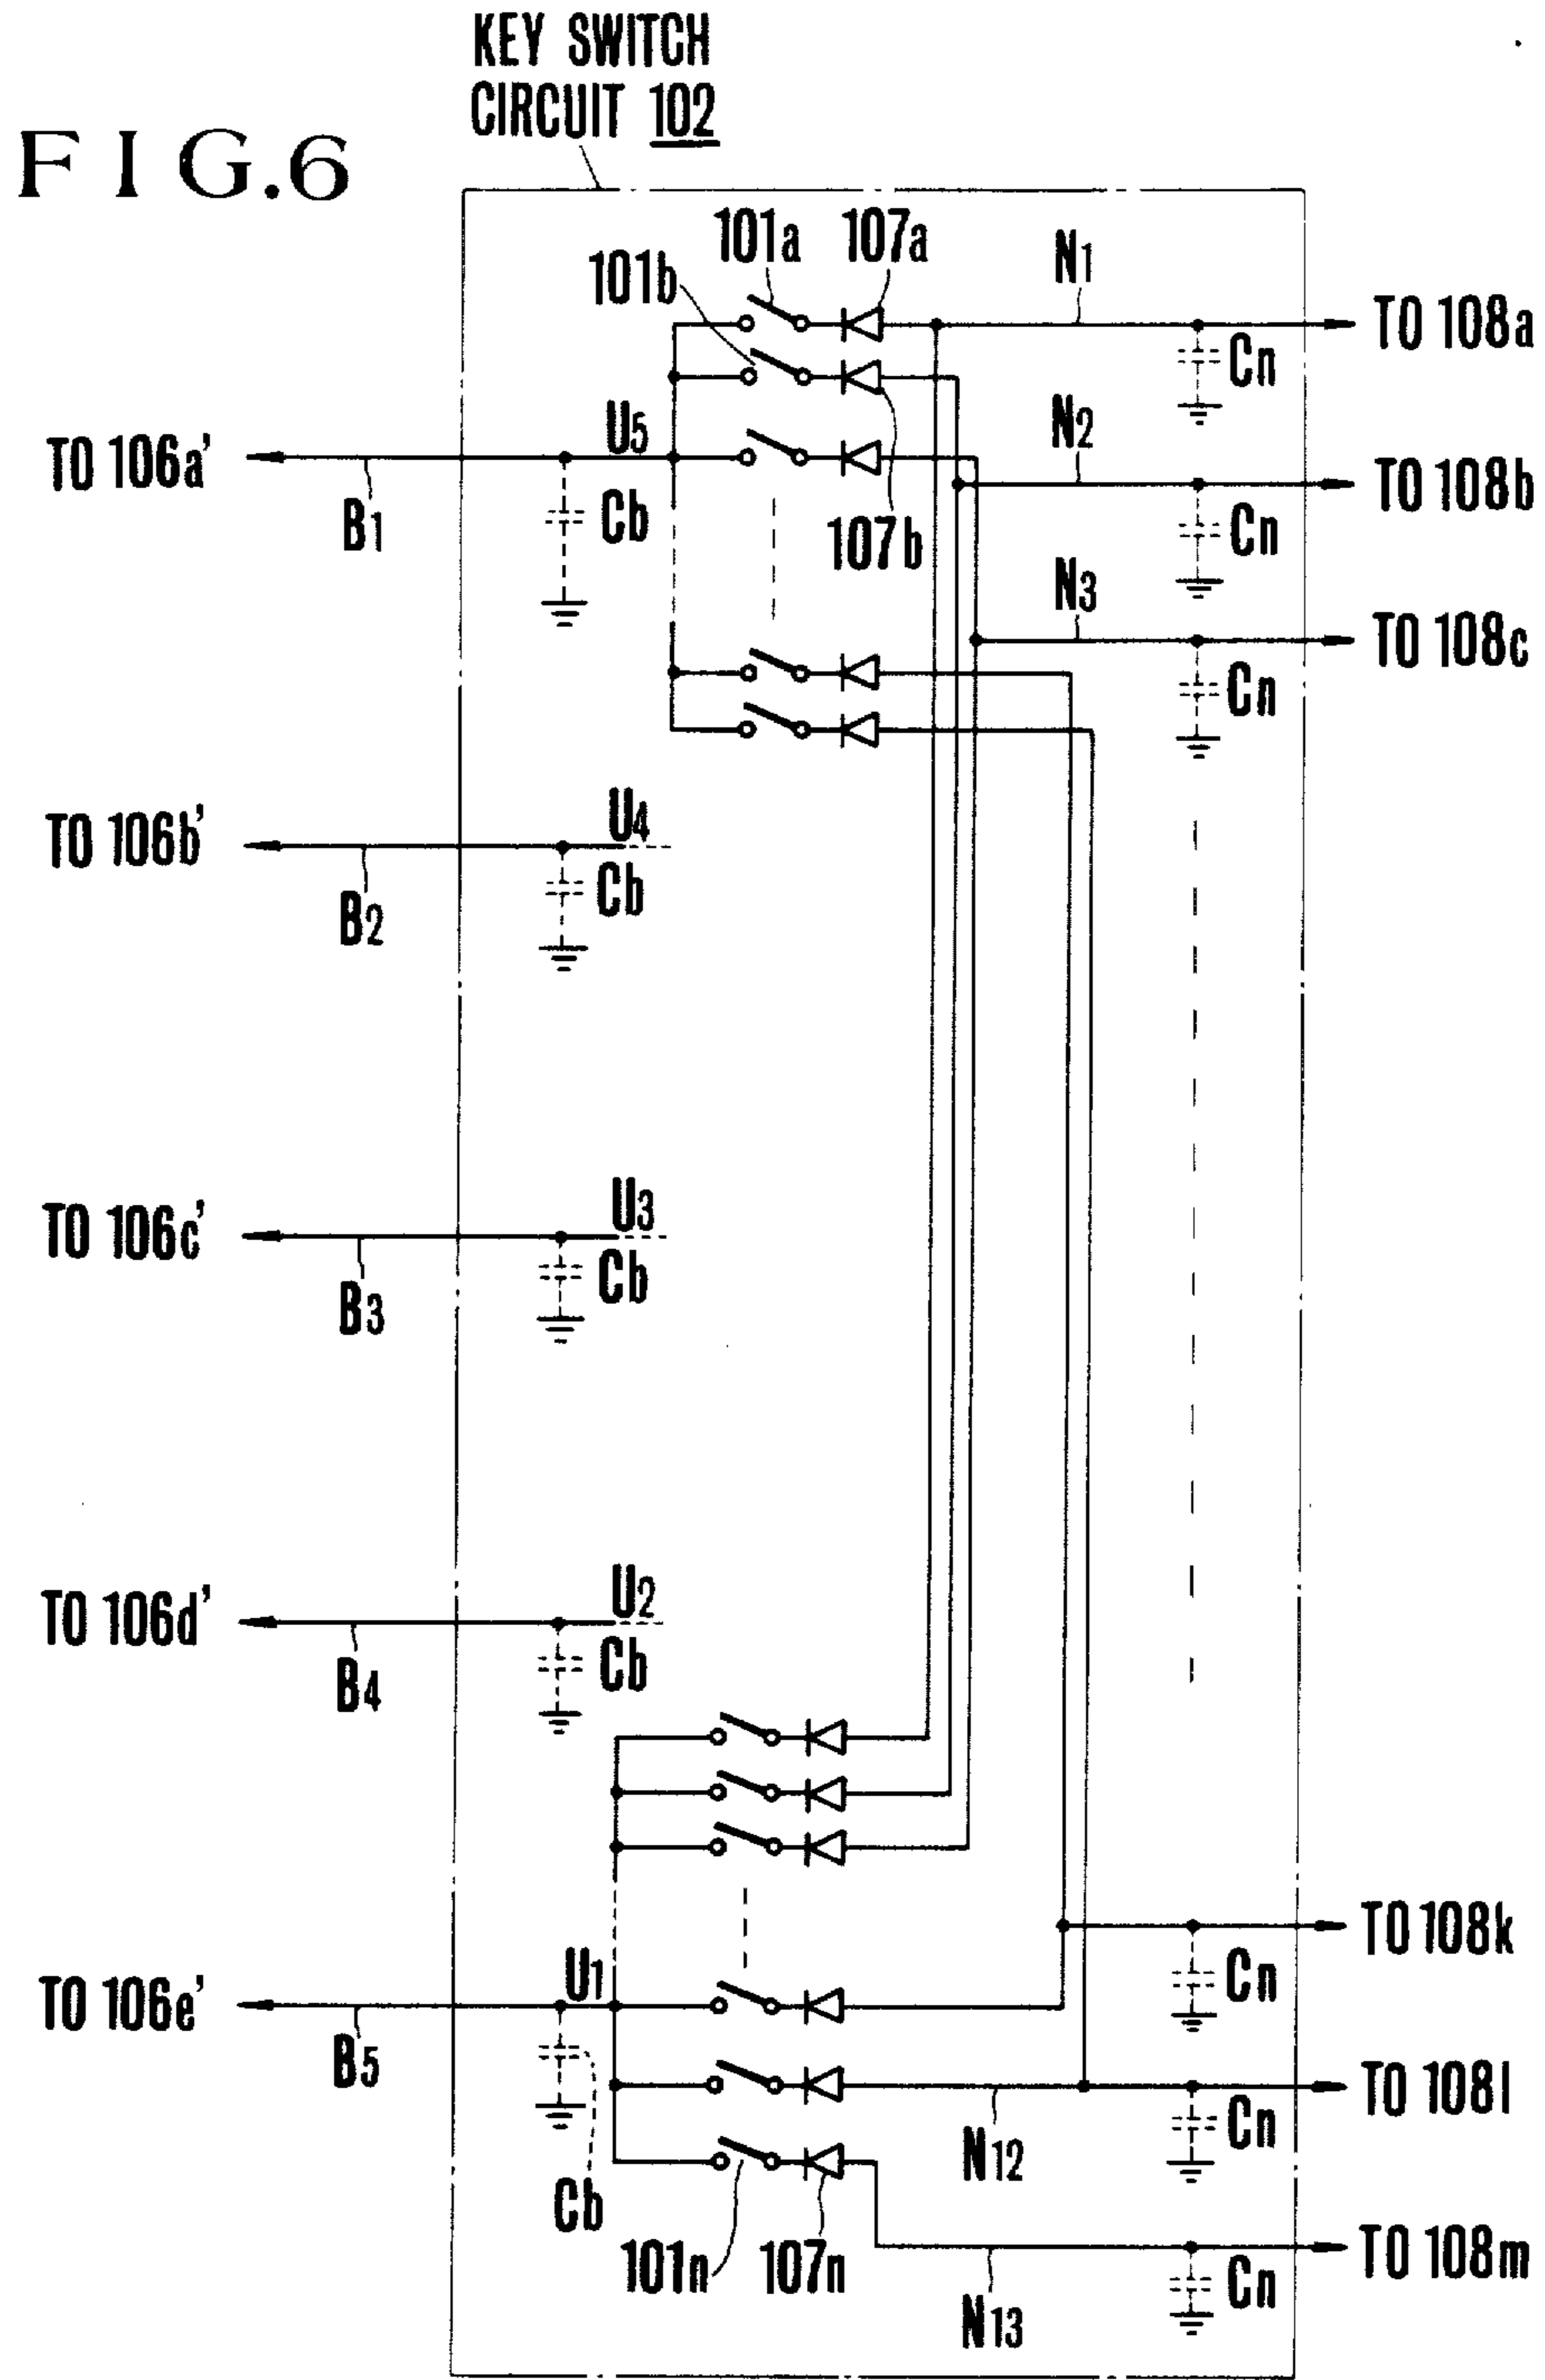 KEY SWITCH
CIRCUIT 102
FIG.6
101a 107a N1
101b
TO 108a
Cn
U5 N2
TO 106a' TO 108b
B1 Cb 107b Cn
N3
TO 108c
Cn
U4
TO 106b'
B2 Cb
U3
TO 106c'
B3 Cb
U2
TO 106d'
B4 Cb
TO 108k
U1 Cn
TO 106e'
B5
TO 108l
Cn
N12
Cb
101n 107n
TO 108m
Cn
N13